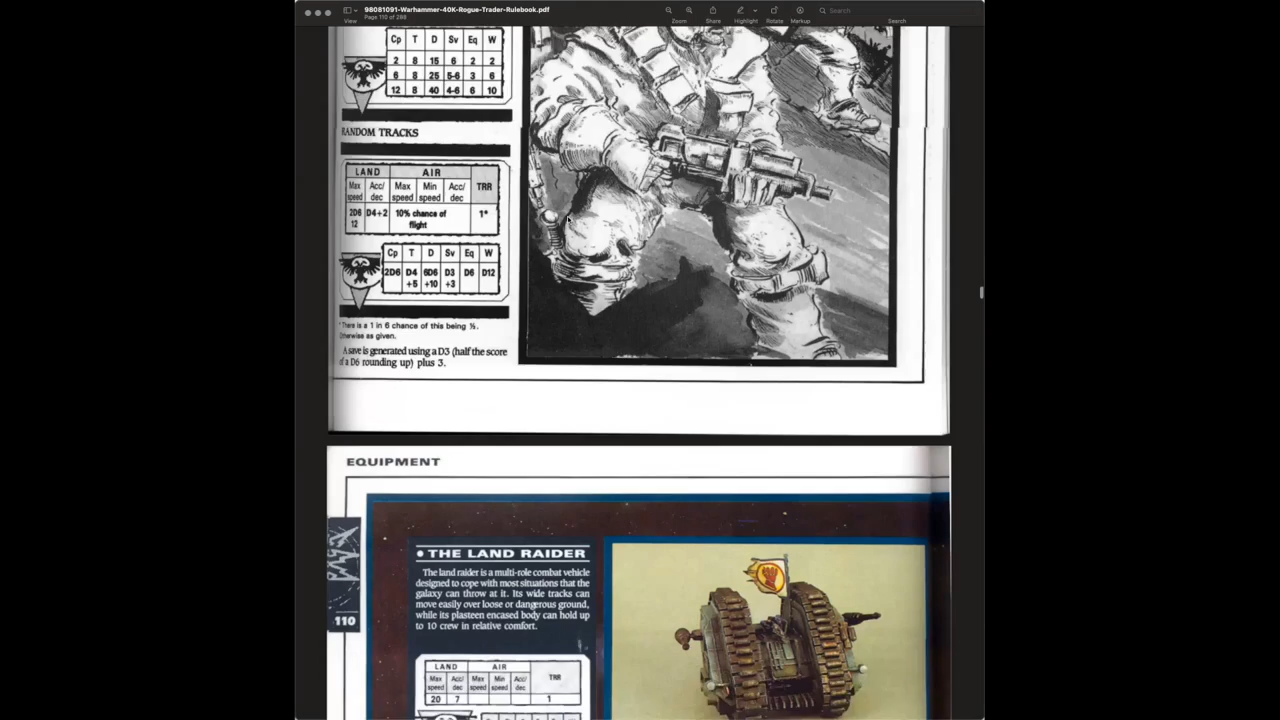 98081091-Warhammer-40K-Rogue-Trader-Rulebook.pdf
Page 110 of 288
View
Zoom
Share
Highlight
Rotate
Markup
Search
Search
Cp T D Sv Eq W
2 8 15 6 2 2
6 8 25 5-6 3 6
12 8 40 4-6 6 10
RANDOM TRACKS
LAND AIR TRR
Max speed Acc/ dec Max speed Min speed Acc/ dec
2D6 12 D4+2 10% chance of flight 1*
Cp T D Sv Eq W
2D6 D4 +5 6D6 +10 D3 +3 D6 D12
*There is a 1 in 6 chance of this being ½.
Otherwise as given.
A save is generated using a D3 (half the score
of a D6 rounding up) plus 3.
EQUIPMENT
110
• THE LAND RAIDER
The land raider is a multi-role combat vehicle
designed to cope with most situations that the
galaxy can throw at it. Its wide tracks can
move easily over loose or dangerous ground,
while its plasteen encased body can hold up
to 10 crew in relative comfort.
LAND AIR TRR
Max speed Acc/ dec Max speed Min speed Acc/ dec
20 7 1